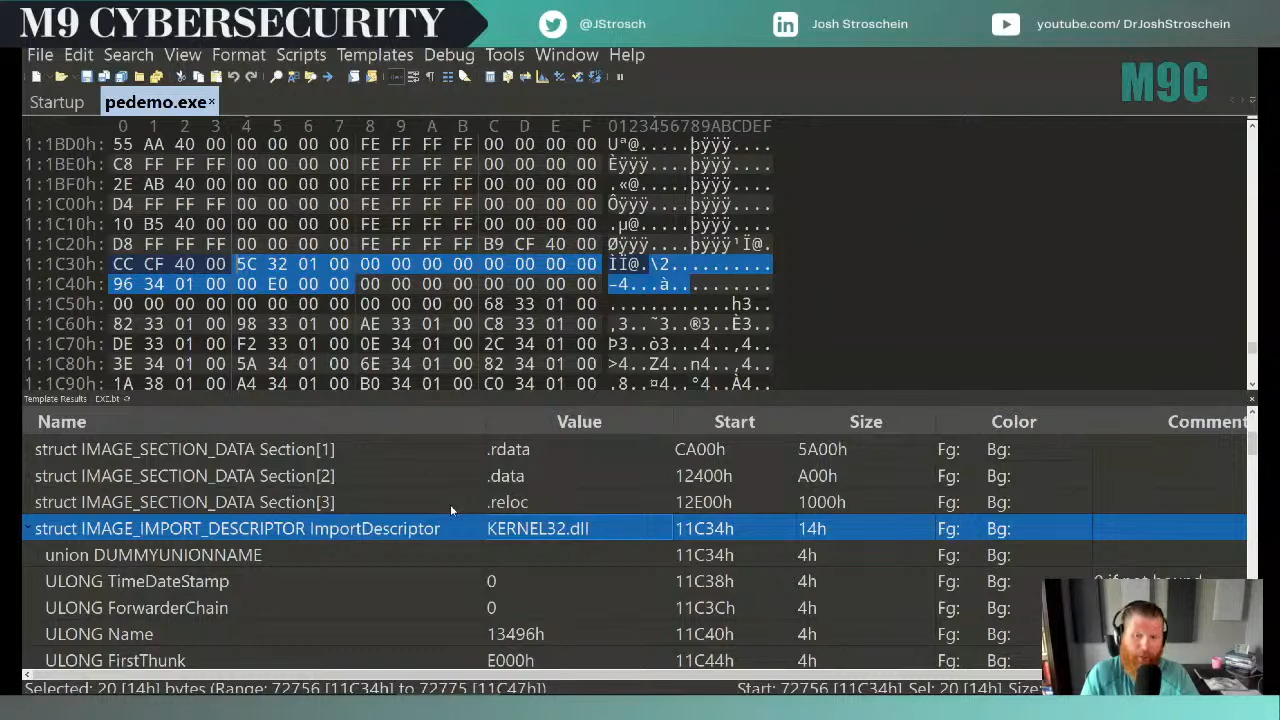 M9 CYBERSECURITY
@JStrosch
Josh Stroschein
youtube.com/ DrJoshStroschein
File Edit Search View Format Scripts Templates Debug Tools Window Help
M9C
Startup pedemo.exe
0 1 2 3 4 5 6 7 8 9 A B C D E F 0123456789ABCDEF
1:1BD0h: 55 AA 40 00 00 00 00 00 FE FF FF FF 00 00 00 00 Uª@.....þÿÿÿ....
1:1BE0h: C8 FF FF FF 00 00 00 00 FE FF FF FF 00 00 00 00 Èÿÿÿ....þÿÿÿ....
1:1BF0h: 2E AB 40 00 00 00 00 00 FE FF FF FF 00 00 00 00 .«@.....þÿÿÿ....
1:1C00h: D4 FF FF FF 00 00 00 00 FE FF FF FF 00 00 00 00 Ôÿÿÿ....þÿÿÿ....
1:1C10h: 10 B5 40 00 00 00 00 00 FE FF FF FF 00 00 00 00 .µ@.....þÿÿÿ....
1:1C20h: D8 FF FF FF 00 00 00 00 FE FF FF FF B9 CF 40 00 Øÿÿÿ....þÿÿÿ¹Ï@.
1:1C30h: CC CF 40 00 5C 32 01 00 00 00 00 00 00 00 00 00 ÌÏ@.\2..........
1:1C40h: 96 34 01 00 00 E0 00 00 00 00 00 00 00 00 00 00 –4...à..........
1:1C50h: 00 00 00 00 00 00 00 00 00 00 00 00 68 33 01 00 ............h3..
1:1C60h: 82 33 01 00 98 33 01 00 AE 33 01 00 C8 33 01 00 ‚3..˜3..®3..È3..
1:1C70h: DE 33 01 00 F2 33 01 00 0E 34 01 00 2C 34 01 00 Þ3..ò3...4..,4..
1:1C80h: 3E 34 01 00 5A 34 01 00 6E 34 01 00 82 34 01 00 >4..Z4..n4..‚4..
1:1C90h: 1A 38 01 00 A4 34 01 00 B0 34 01 00 C0 34 01 00 .8..¤4..°4..À4..
Template Results - EXE.bt
Name Value Start Size Color Comment
struct IMAGE_SECTION_DATA Section[1] .rdata CA00h 5A00h Fg: Bg:
struct IMAGE_SECTION_DATA Section[2] .data 12400h A00h Fg: Bg:
struct IMAGE_SECTION_DATA Section[3] .reloc 12E00h 1000h Fg: Bg:
struct IMAGE_IMPORT_DESCRIPTOR ImportDescriptor KERNEL32.dll 11C34h 14h Fg: Bg:
union DUMMYUNIONNAME 11C34h 4h Fg: Bg:
ULONG TimeDateStamp 0 11C38h 4h Fg: Bg: 0 if not bound
ULONG ForwarderChain 0 11C3Ch 4h Fg: Bg:
ULONG Name 13496h 11C40h 4h Fg: Bg:
ULONG FirstThunk E000h 11C44h 4h Fg: Bg:
Selected: 20 [14h] bytes (Range: 72756 [11C34h] to 72775 [11C47h]) Start: 72756 [11C34h] Sel: 20 [14h] Size: